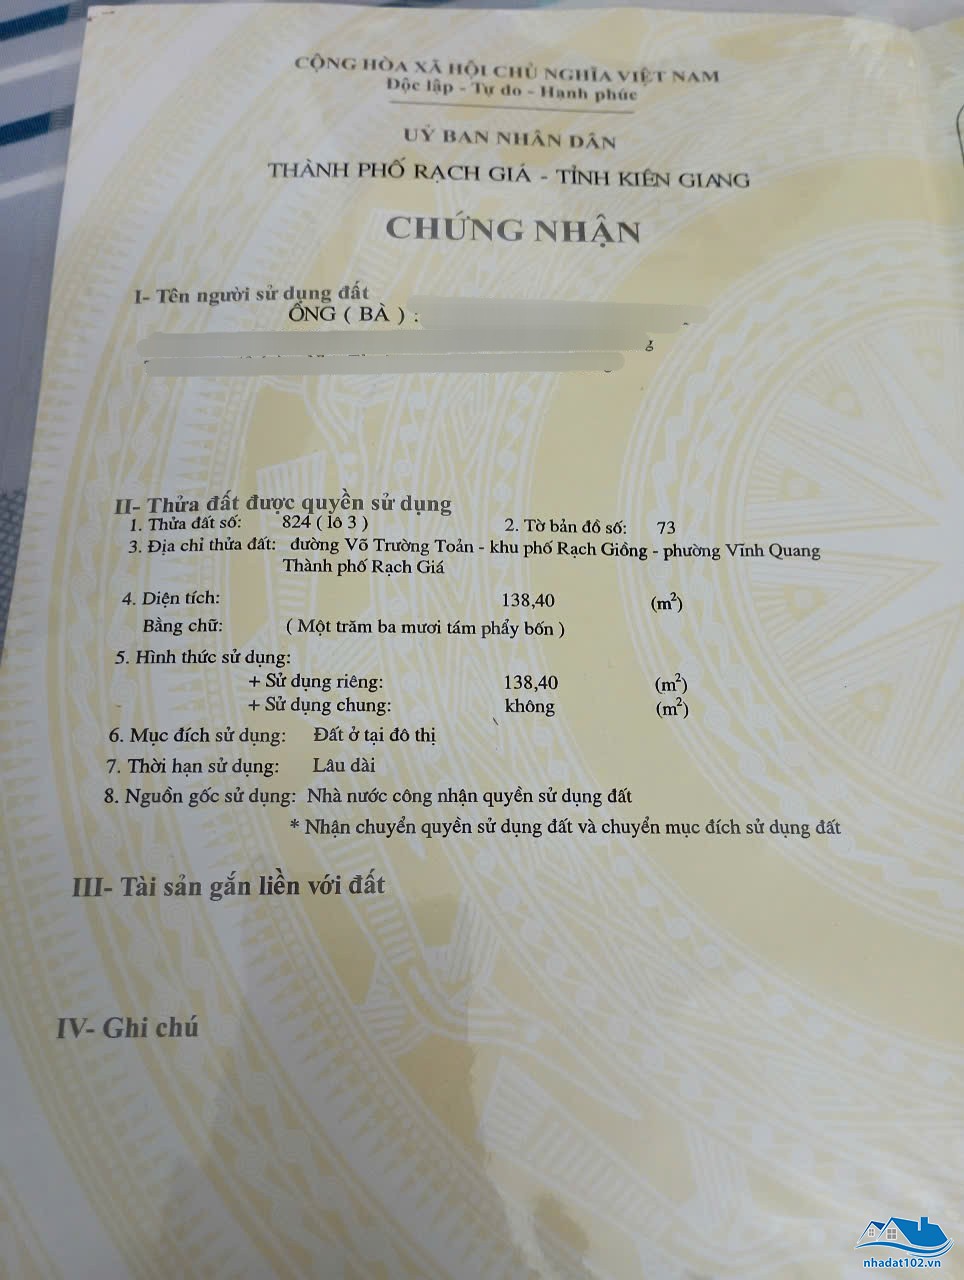 CỘNG HÒA XÃ HỘI CHỦ NGHĨA VIỆT NAM
Độc lập - Tự do - Hạnh phúc
UỶ BAN NHÂN DÂN
THÀNH PHỐ RẠCH GIÁ - TỈNH KIÊN GIANG
CHỨNG NHẬN
I- Tên người sử dụng đất
ÔNG ( BÀ ) :
II- Thửa đất được quyền sử dụng
1. Thửa đất số: 824 ( lô 3 ) 2. Tờ bản đồ số: 73
3. Địa chỉ thửa đất: đường Võ Trường Toản - khu phố Rạch Giồng - phường Vĩnh Quang
Thành phố Rạch Giá
4. Diện tích: 138,40 (m²)
Bằng chữ: ( Một trăm ba mươi tám phẩy bốn )
5. Hình thức sử dụng:
+ Sử dụng riêng: 138,40 (m²)
+ Sử dụng chung: không (m²)
6. Mục đích sử dụng: Đất ở tại đô thị
7. Thời hạn sử dụng: Lâu dài
8. Nguồn gốc sử dụng: Nhà nước công nhận quyền sử dụng đất
* Nhận chuyển quyền sử dụng đất và chuyển mục đích sử dụng đất
III- Tài sản gắn liền với đất
IV- Ghi chú
nhadat102.vn